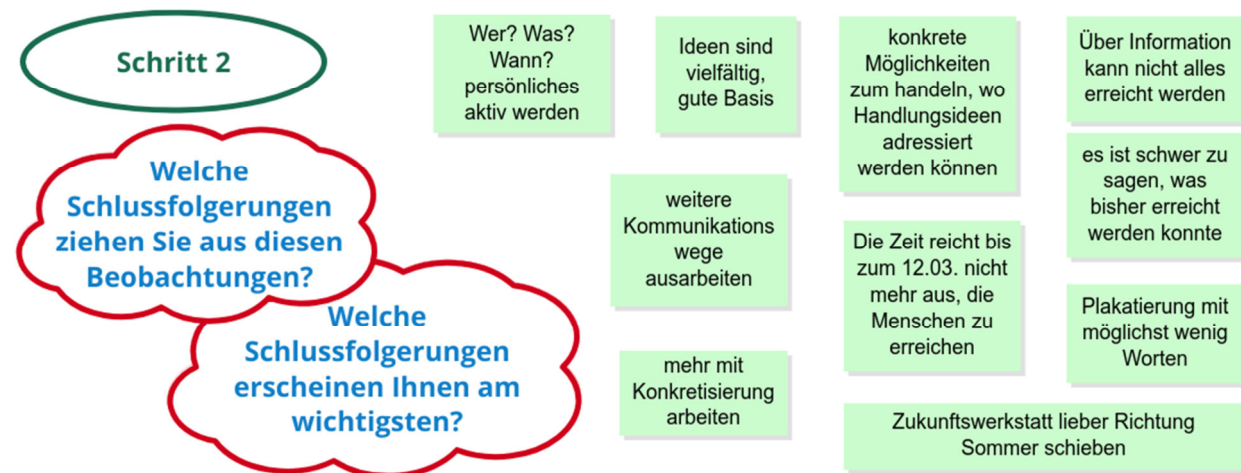 Schritt 2
Welche
Schlussfolgerungen
ziehen Sie aus diesen
Beobachtungen?
Welche
Schlussfolgerungen
erscheinen Ihnen am
wichtigsten?
Wer? Was?
Wann?
persönliches
aktiv werden
Ideen sind
vielfältig,
gute Basis
konkrete
Möglichkeiten
zum handeln, wo
Handlungsideen
adressiert
werden können
Über Information
kann nicht alles
erreicht werden
weitere
Kommunikations
wege
ausarbeiten
es ist schwer zu
sagen, was
bisher erreicht
werden konnte
Die Zeit reicht bis
zum 12.03. nicht
mehr aus, die
Menschen zu
erreichen
Plakatierung mit
möglichst wenig
Worten
mehr mit
Konkretisierung
arbeiten
Zukunftswerkstatt lieber Richtung
Sommer schieben